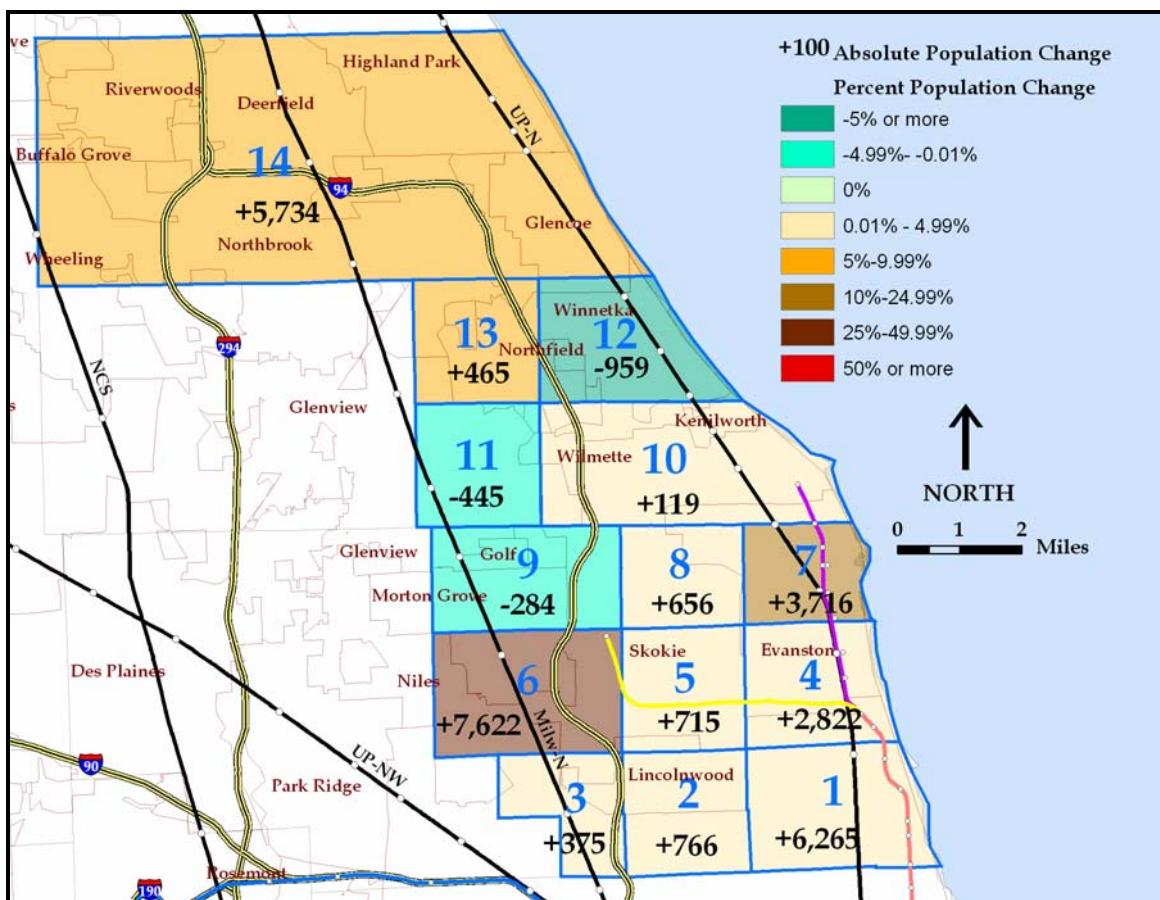 ve
Highland Park
Riverwoods
Deerfield
UP-N
Buffalo Grove
14
94
+5,734
Glencoe
Northbrook
Wheeling
Winnetka
13
12
Northfield
294
+465
-959
NCS
s
Glenview
Kenilworth
11
Wilmette
10
-445
+119
Glenview
Golf
9
8
7
Morton Grove
-284
+656
+3,716
Des Plaines
Skokie
Evanston
Niles
6
5
4
+7,622
Milw-N
+715
+2,822
UP-NW
90
Park Ridge
Lincolnwood
3
2
1
+375
+766
+6,265
Rosemont
190
+100 Absolute Population Change
Percent Population Change
-5% or more
-4.99%- -0.01%
0%
0.01% - 4.99%
5%-9.99%
10%-24.99%
25%-49.99%
50% or more
NORTH
0 1 2 Miles